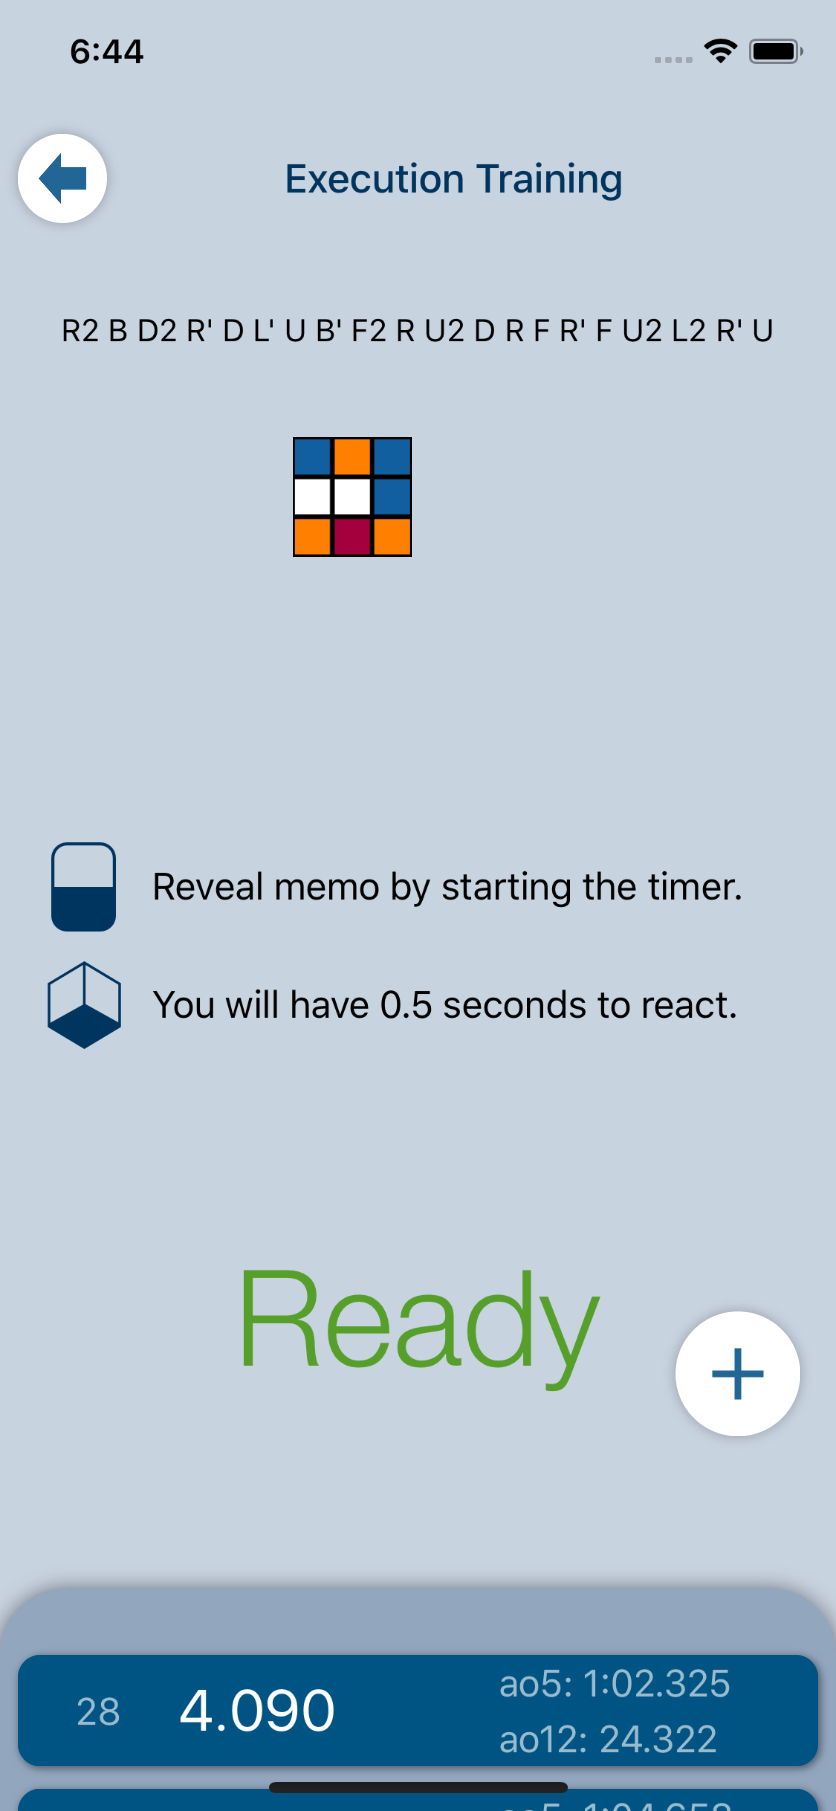 6:44
Execution Training
R2 B D2 R' D L' U B' F2 R U2 D R F R' F U2 L2 R' U
Reveal memo by starting the timer.
You will have 0.5 seconds to react.
Ready
28
4.090
ao5: 1:02.325
ao12: 24.322